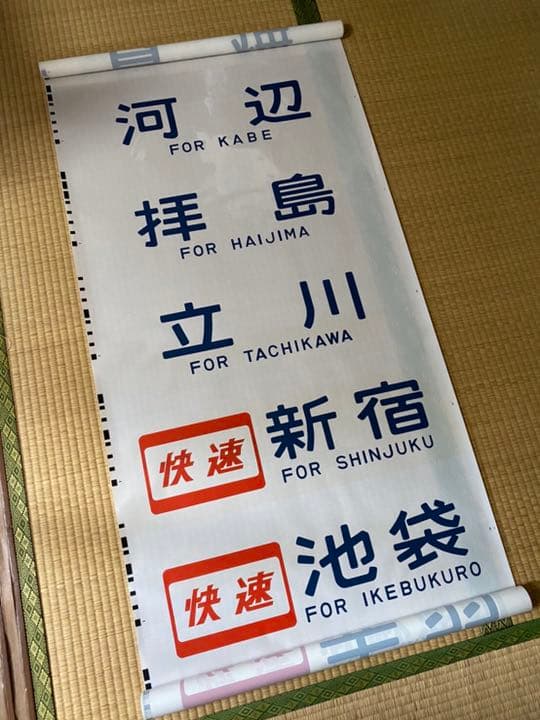 河辺
FOR KABE
拝島
FOR HAIJIMA
立川
FOR TACHIKAWA
快速 新宿
FOR SHINJUKU
快速 池袋
FOR IKEBUKURO